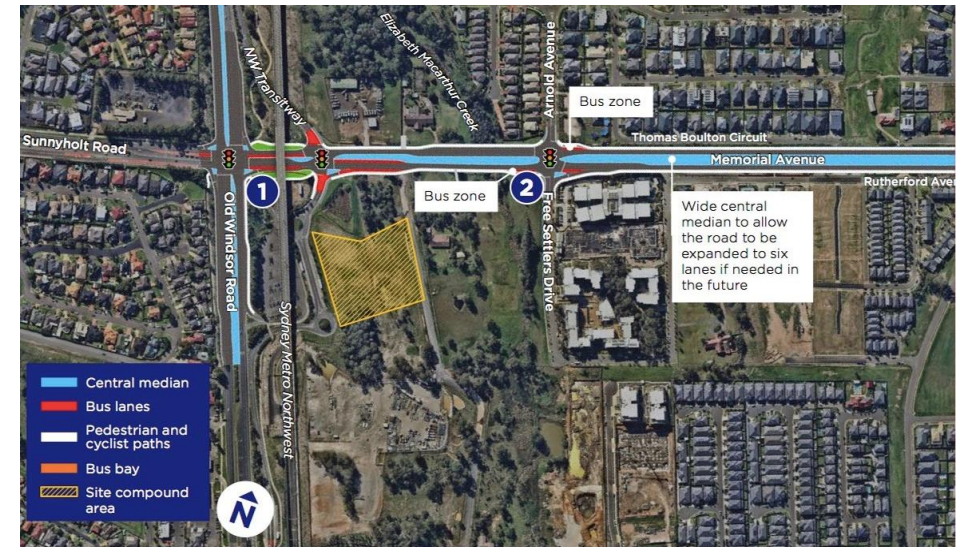 Elizabeth Macarthur Creek
Arnold Avenue
NW Transitway
Bus zone
Thomas Boulton Circuit
Sunnyholt Road
Memorial Avenue
Rutherford Aven
1
Bus zone
2
Old Windsor Road
Free Settlers Drive
Wide central
median to allow
the road to be
expanded to six
lanes if needed in
the future
Sydney Metro Northwest
Central median
Bus lanes
Pedestrian and
cyclist paths
Bus bay
Site compound
area
N